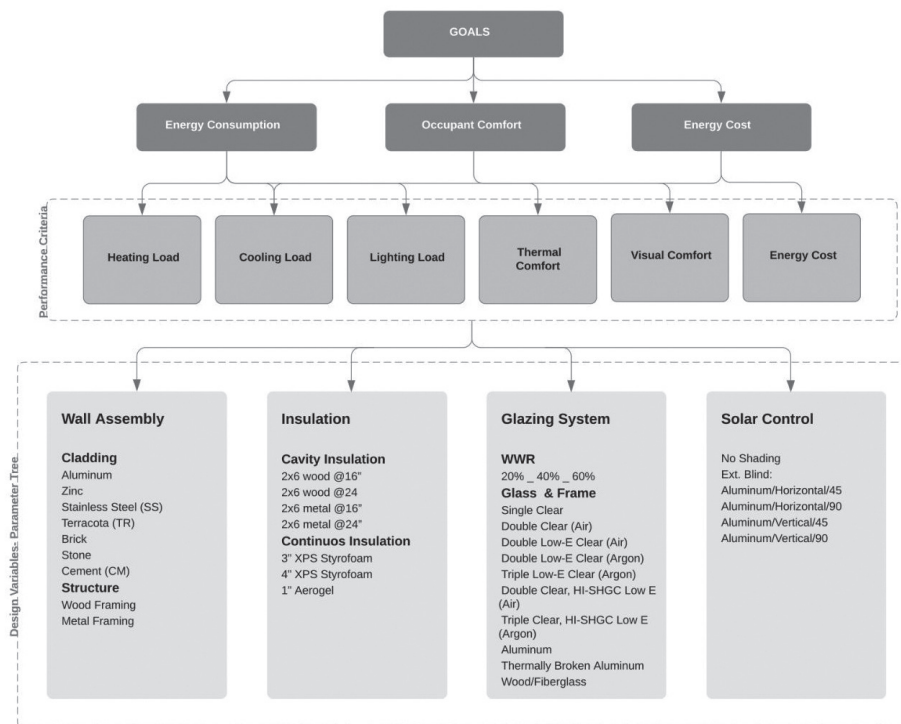 GOALS
Energy Consumption
Occupant Comfort
Energy Cost
Performance Criteria
Heating Load
Cooling Load
Lighting Load
Thermal
Comfort
Visual Comfort
Energy Cost
Design Variables- Parameter Tree
Wall Assembly
Cladding
Aluminum
Zinc
Stainless Steel (SS)
Terracota (TR)
Brick
Stone
Cement (CM)
Structure
Wood Framing
Metal Framing
Insulation
Cavity Insulation
2x6 wood @16"
2x6 wood @24
2x6 metal @16"
2x6 metal @24"
Continuos Insulation
3" XPS Styrofoam
4" XPS Styrofoam
1" Aerogel
Glazing System
WWR
20% _ 40% _ 60%
Glass & Frame
Single Clear
Double Clear (Air)
Double Low-E Clear (Air)
Double Low-E Clear (Argon)
Triple Low-E Clear (Argon)
Double Clear, HI-SHGC Low E
(Air)
Triple Clear, HI-SHGC Low E
(Argon)
Aluminum
Thermally Broken Aluminum
Wood/Fiberglass
Solar Control
No Shading
Ext. Blind:
Aluminum/Horizontal/45
Aluminum/Horizontal/90
Aluminum/Vertical/45
Aluminum/Vertical/90